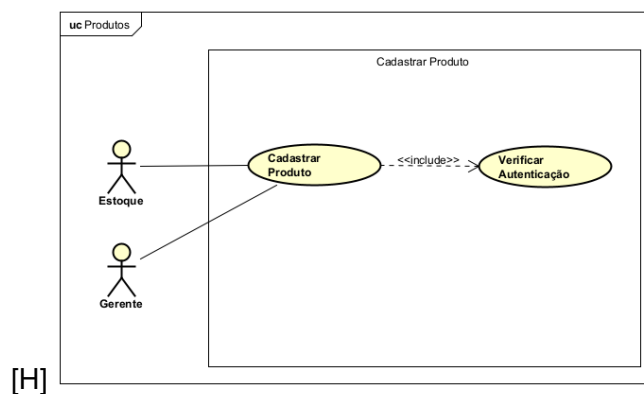 uc Produtos
Cadastrar Produto
Cadastrar
Produto
<<include>>
Verificar
Autenticação
Estoque
Gerente
[H]